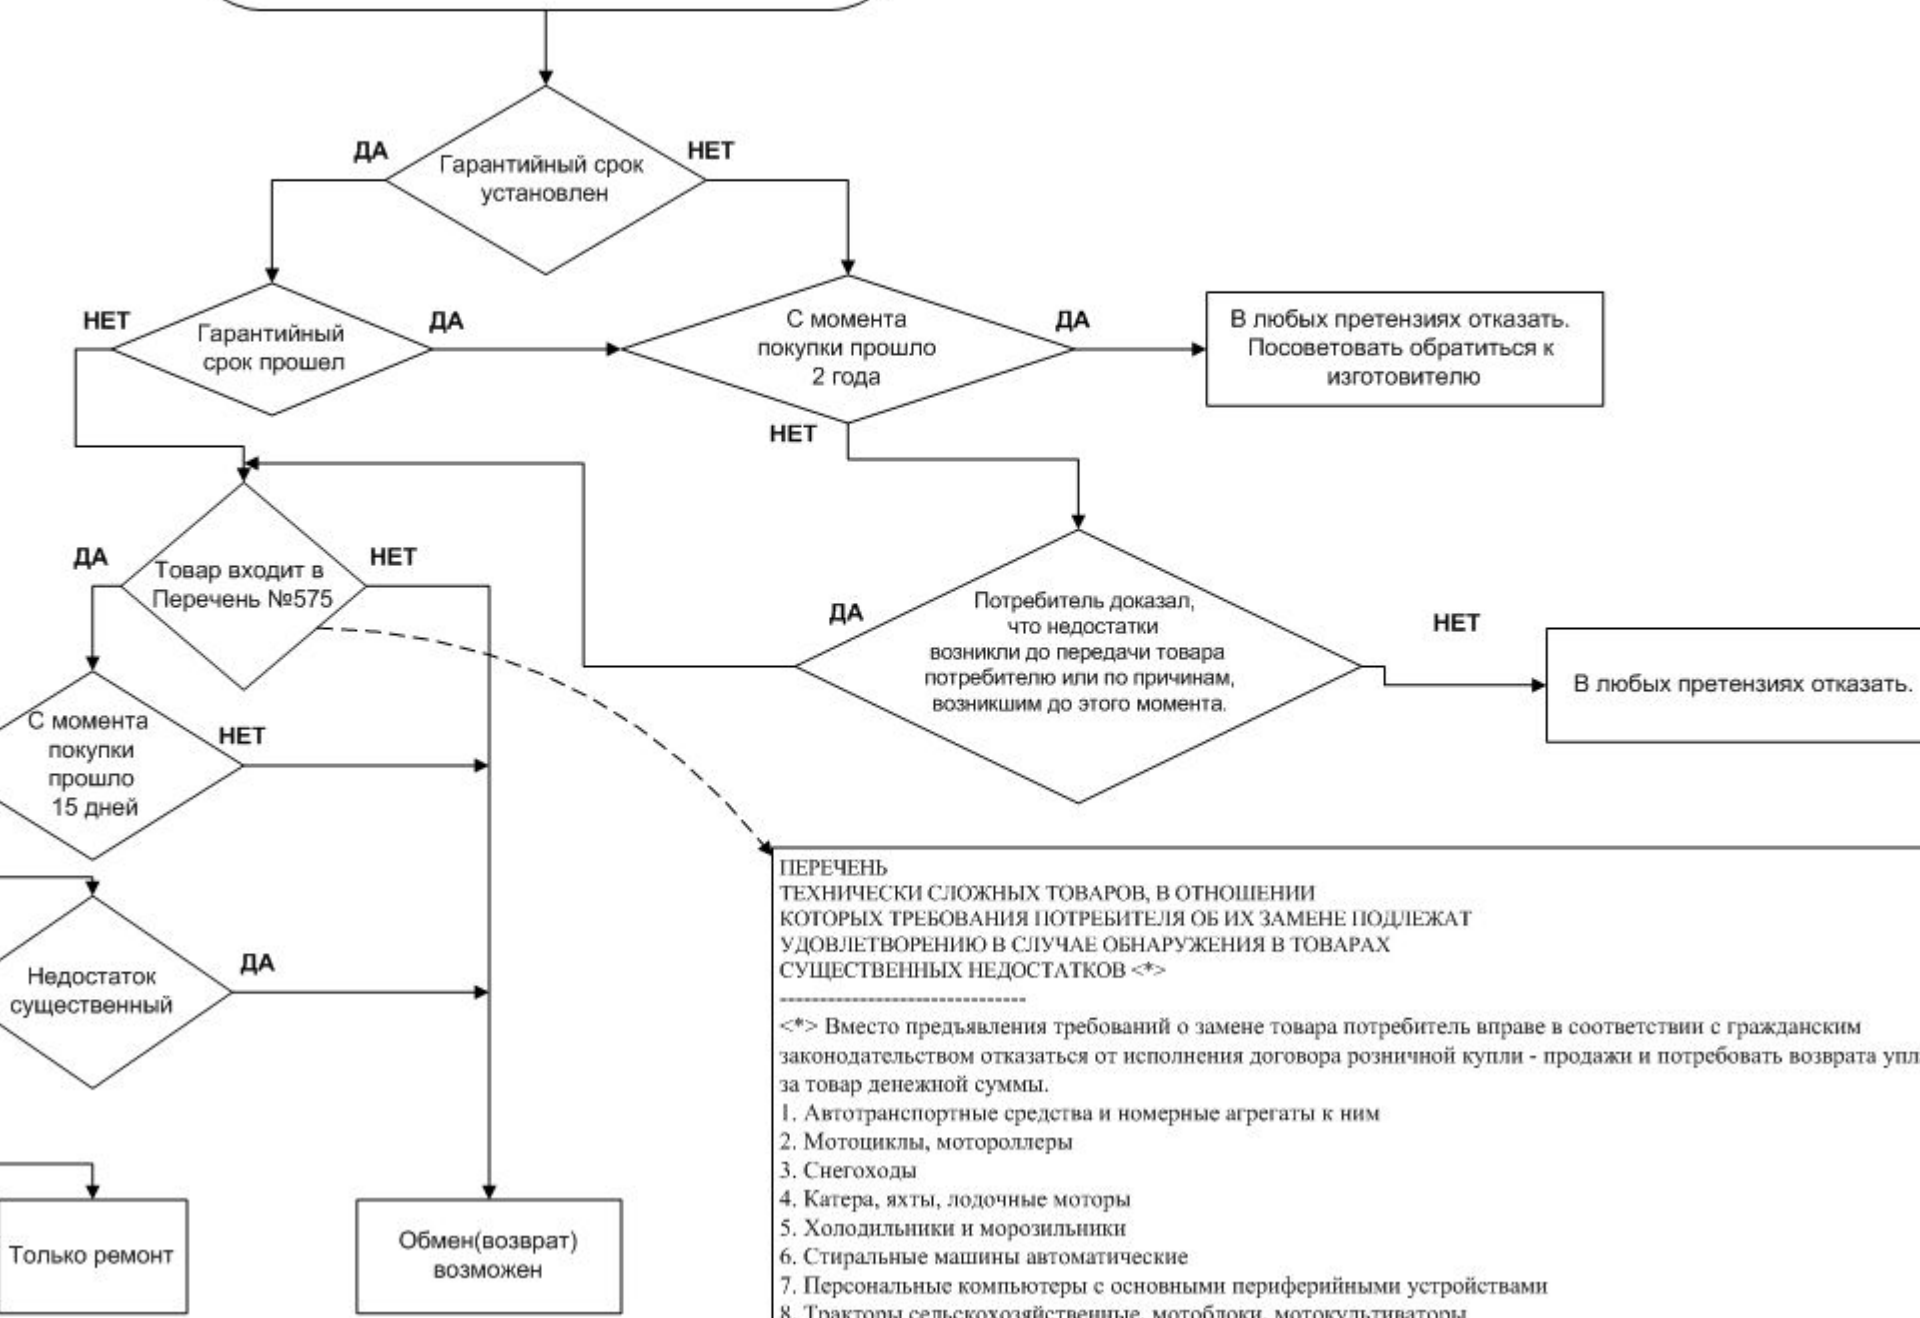 ДА
НЕТ
Гарантийный срок
установлен
НЕТ
Гарантийный
срок прошел
ДА
С момента
покупки прошло
2 года
ДА
В любых претензиях отказать.
Посоветовать обратиться к
изготовителю
НЕТ
ДА
Товар входит в
Перечень №575
НЕТ
ДА
Потребитель доказал,
что недостатки
возникли до передачи товара
потребителю или по причинам,
возникшим до этого момента.
НЕТ
В любых претензиях отказать.
С момента
покупки
прошло
15 дней
НЕТ
Недостаток
существенный
ДА
Только ремонт
Обмен(возврат)
возможен
ПЕРЕЧЕНЬ
ТЕХНИЧЕСКИ СЛОЖНЫХ ТОВАРОВ, В ОТНОШЕНИИ
КОТОРЫХ ТРЕБОВАНИЯ ПОТРЕБИТЕЛЯ ОБ ИХ ЗАМЕНЕ ПОДЛЕЖАТ
УДОВЛЕТВОРЕНИЮ В СЛУЧАЕ ОБНАРУЖЕНИЯ В ТОВАРАХ
СУЩЕСТВЕННЫХ НЕДОСТАТКОВ <*>
-------------------------------
<*> Вместо предъявления требований о замене товара потребитель вправе в соответствии с гражданским
законодательством отказаться от исполнения договора розничной купли - продажи и потребовать возврата упл
за товар денежной суммы.
1. Автотранспортные средства и номерные агрегаты к ним
2. Мотоциклы, мотороллеры
3. Снегоходы
4. Катера, яхты, лодочные моторы
5. Холодильники и морозильники
6. Стиральные машины автоматические
7. Персональные компьютеры с основными периферийными устройствами
8. Тракторы сельскохозяйственные, мотоблоки, мотокультиваторы